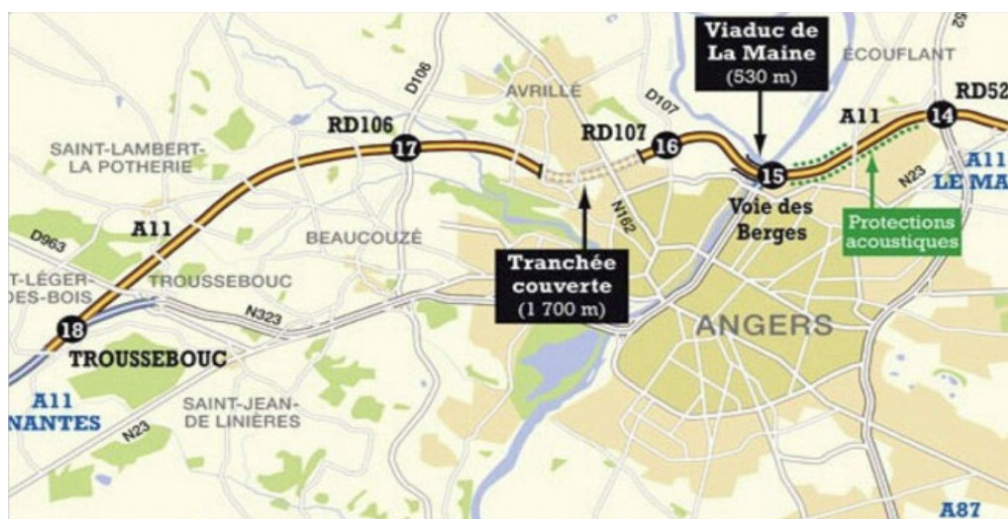 Viaduc de
La Maine
(530 m)
ÉCOUFLANT
52
D106
AVRILLÉ
D107
RD52
14
A11
RD106
17
RD107
16
15
SAINT-LAMBERT-
LA POTHERIE
N23
A11
LE MA
Voie des
Berges
Protections
acoustiques
A11
N162
BEAUCOUZÉ
D963
T-LÉGER-
DES-BOIS
TROUSSEBOUC
Tranchée
couverte
(1 700 m)
N323
18
TROUSSEBOUC
ANGERS
A11
NANTES
SAINT-JEAN-
DE LINIÈRES
N23
A87